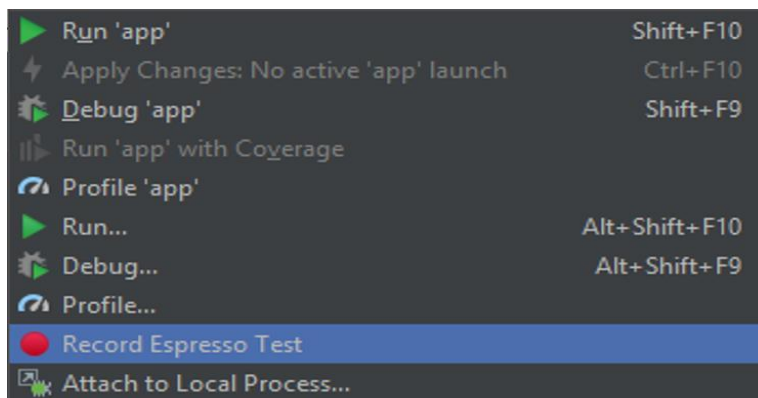 Run 'app' Shift+F10
Apply Changes: No active 'app' launch Ctrl+F10
Debug 'app' Shift+F9
Run 'app' with Coverage
Profile 'app'
Run... Alt+Shift+F10
Debug... Alt+Shift+F9
Profile...
Record Espresso Test
Attach to Local Process...